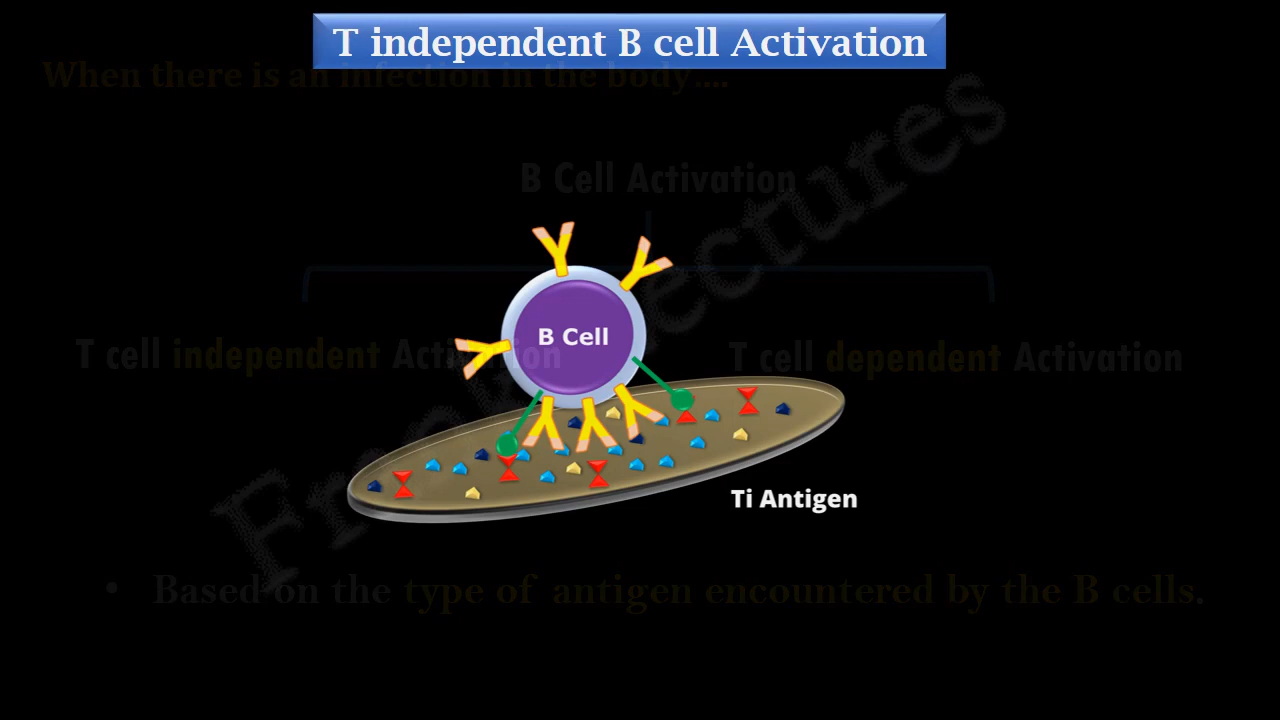 T independent B cell Activation
When there is an infection in the body....
B Cell Activation
T cell independent Activation
T cell dependent Activation
B Cell
Ti Antigen
• Based on the type of antigen encountered by the B cells.